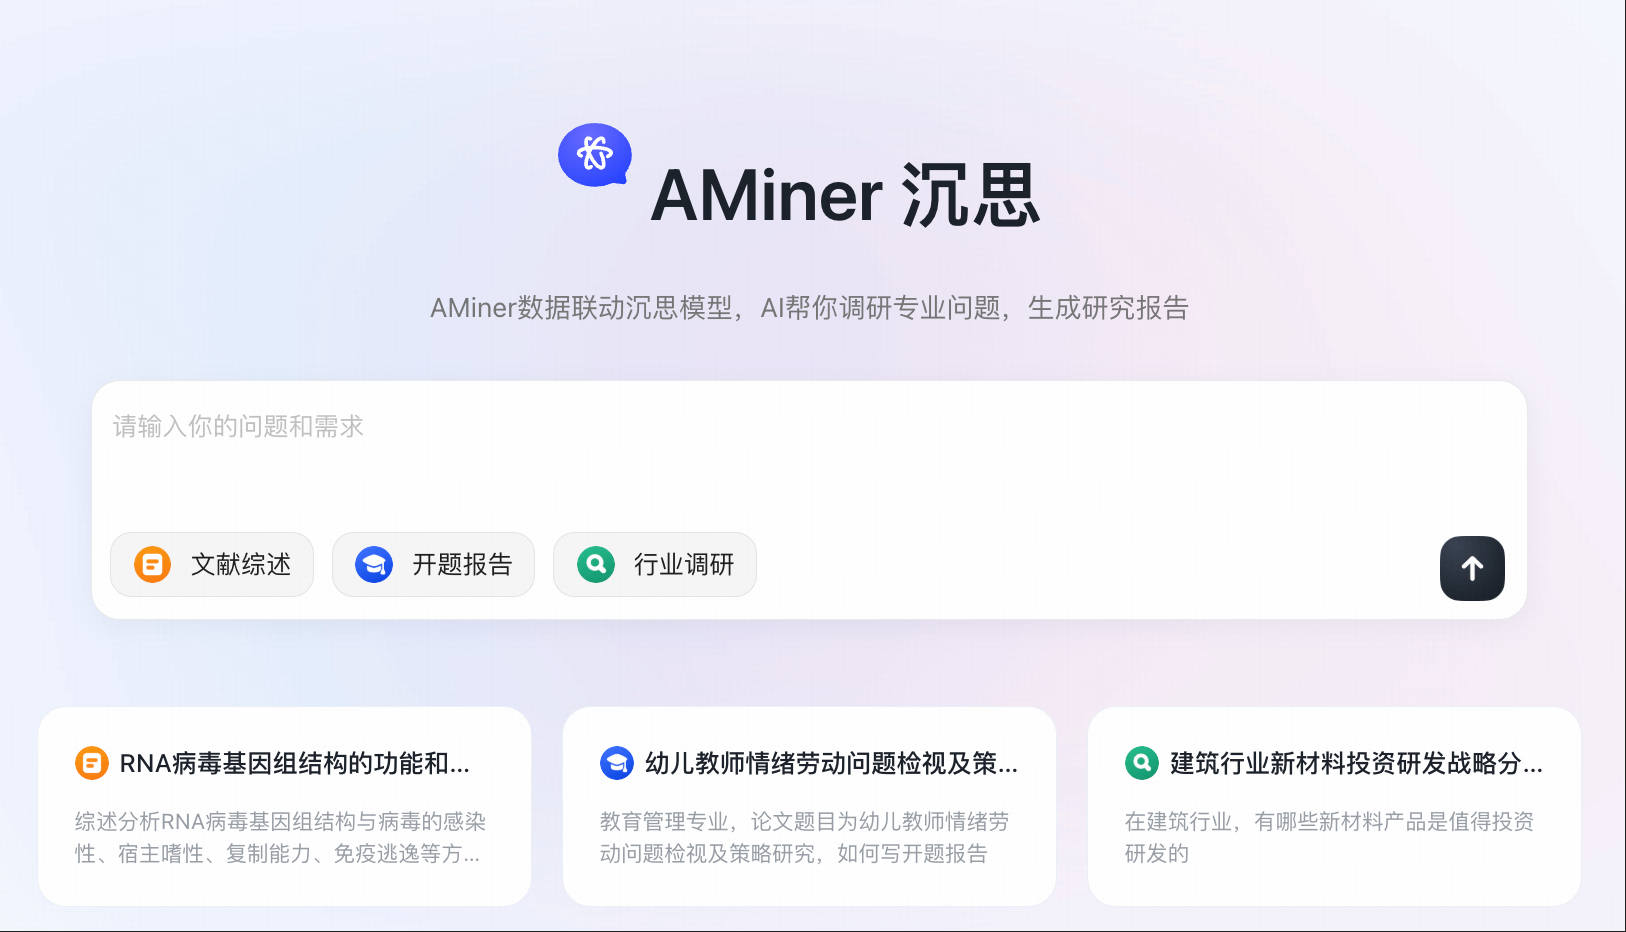 AMiner 沉思
AMiner数据联动沉思模型，AI帮你调研专业问题，生成研究报告
请输入你的问题和需求
文献综述
开题报告
行业调研
RNA病毒基因组结构的功能和...
综述分析RNA病毒基因组结构与病毒的感染
性、宿主嗜性、复制能力、免疫逃逸等方...
幼儿教师情绪劳动问题检视及策...
教育管理专业，论文题目为幼儿教师情绪劳
动问题检视及策略研究，如何写开题报告
建筑行业新材料投资研发战略分...
在建筑行业，有哪些新材料产品是值得投资
研发的